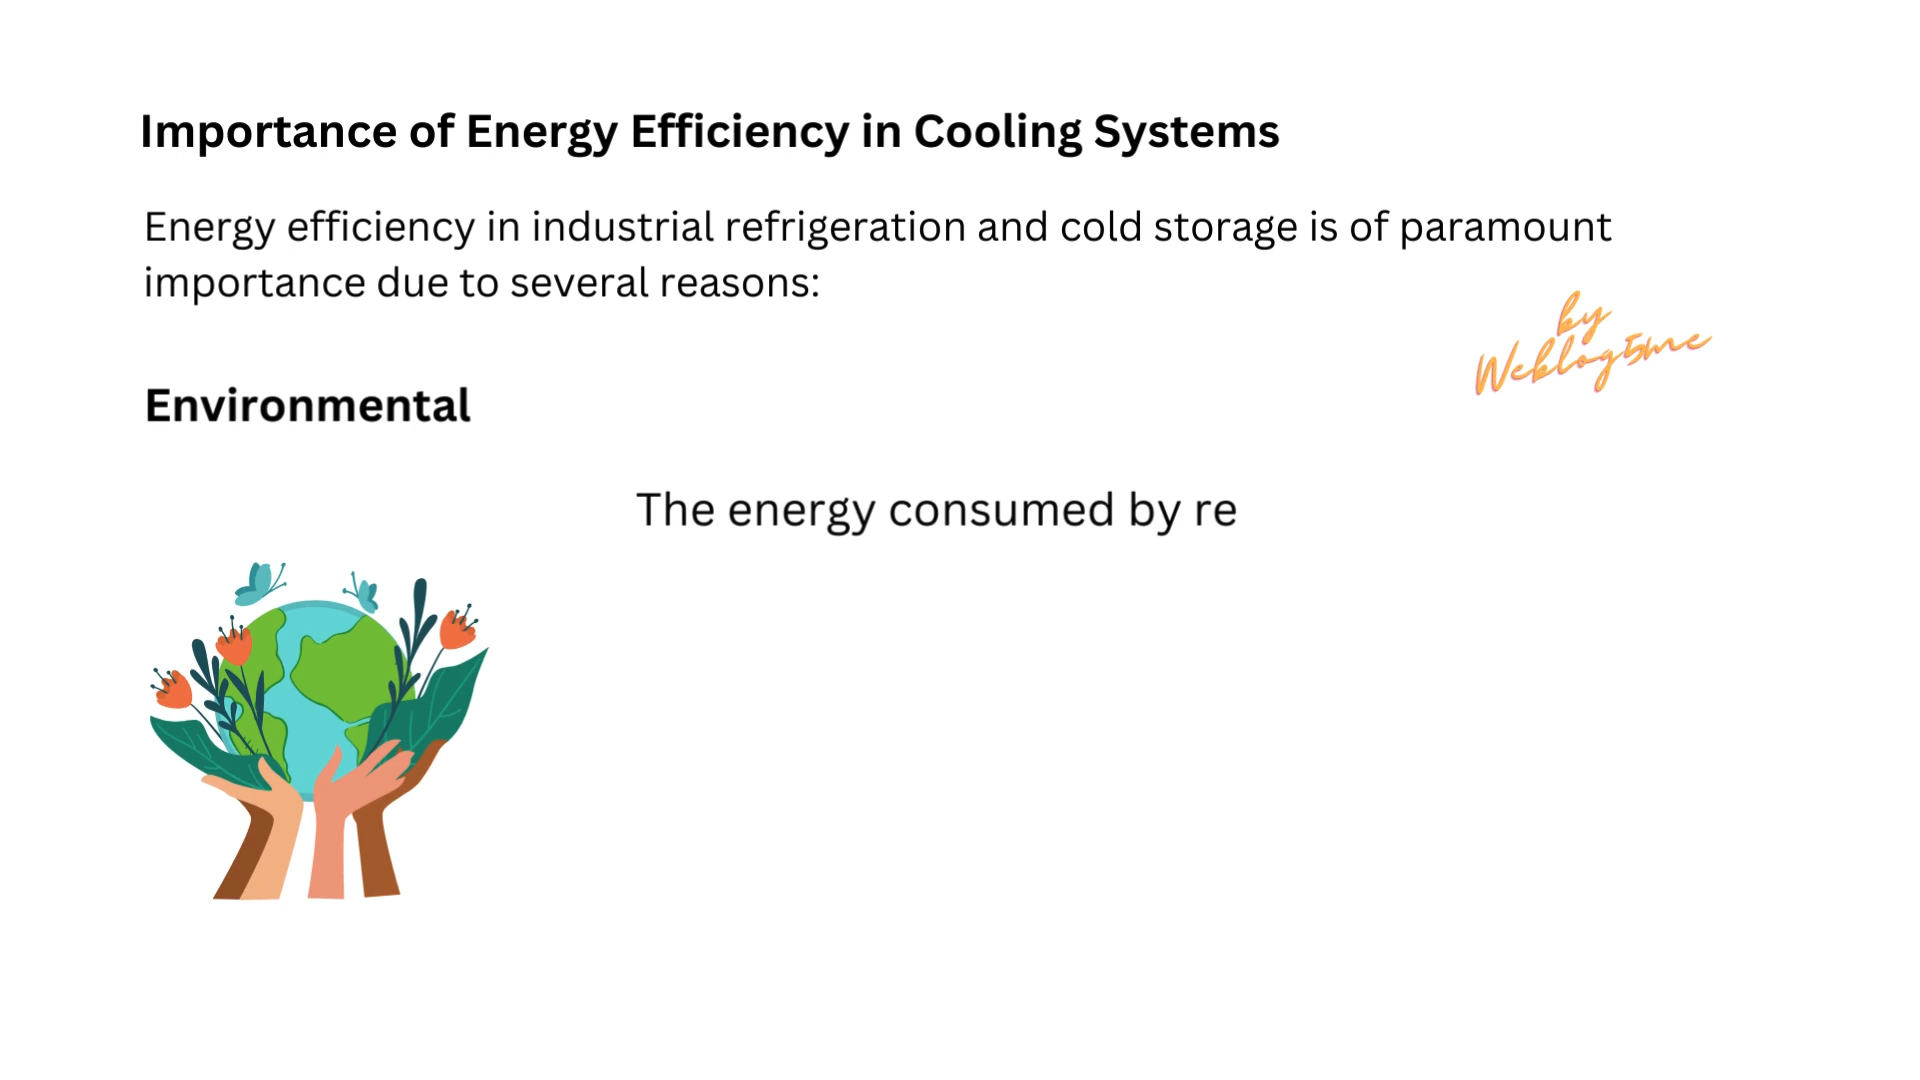 Importance of Energy Efficiency in Cooling Systems
Energy efficiency in industrial refrigeration and cold storage is of paramount
importance due to several reasons:
by
Weblog5me
Environmental
The energy consumed by re